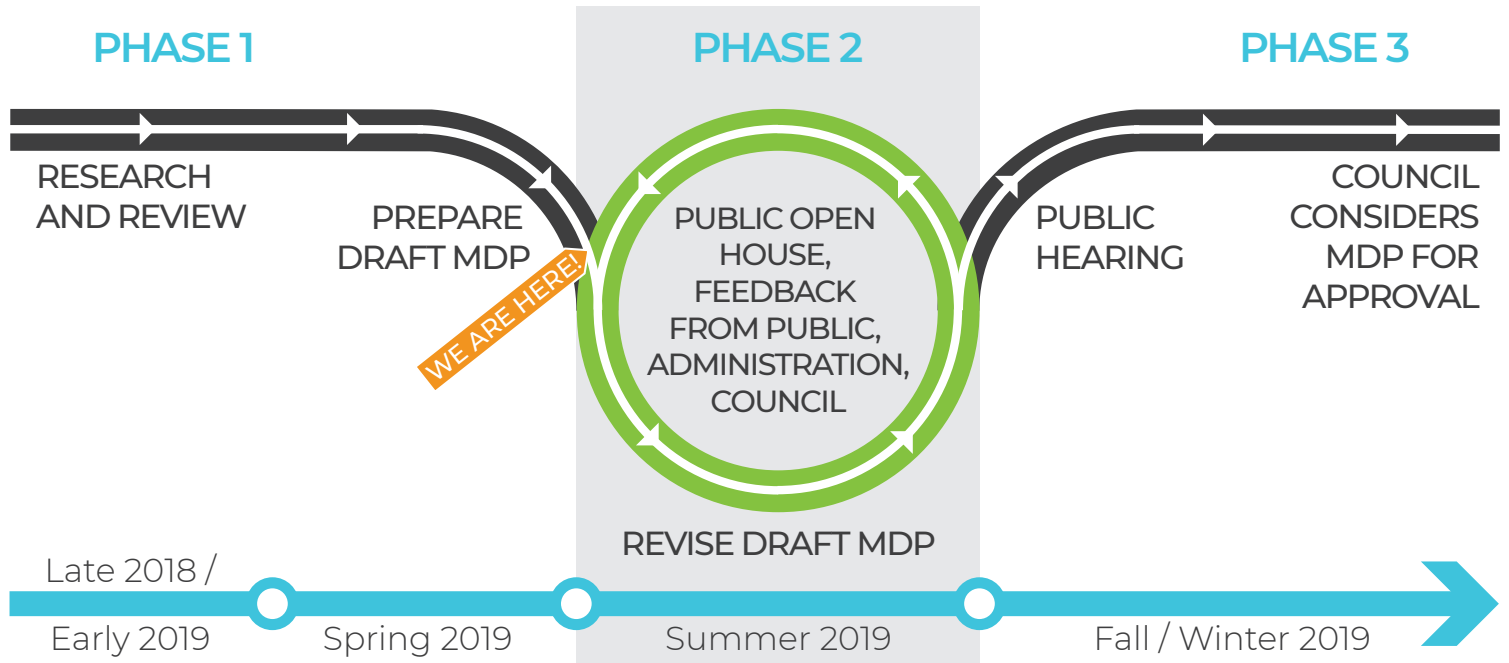 PHASE 1
PHASE 2
PHASE 3
RESEARCH
AND REVIEW
PREPARE
DRAFT MDP
WE ARE HERE!
PUBLIC OPEN
HOUSE,
FEEDBACK
FROM PUBLIC,
ADMINISTRATION,
COUNCIL
REVISE DRAFT MDP
PUBLIC
HEARING
COUNCIL
CONSIDERS
MDP FOR
APPROVAL
Late 2018 /
Early 2019
Spring 2019
Summer 2019
Fall / Winter 2019